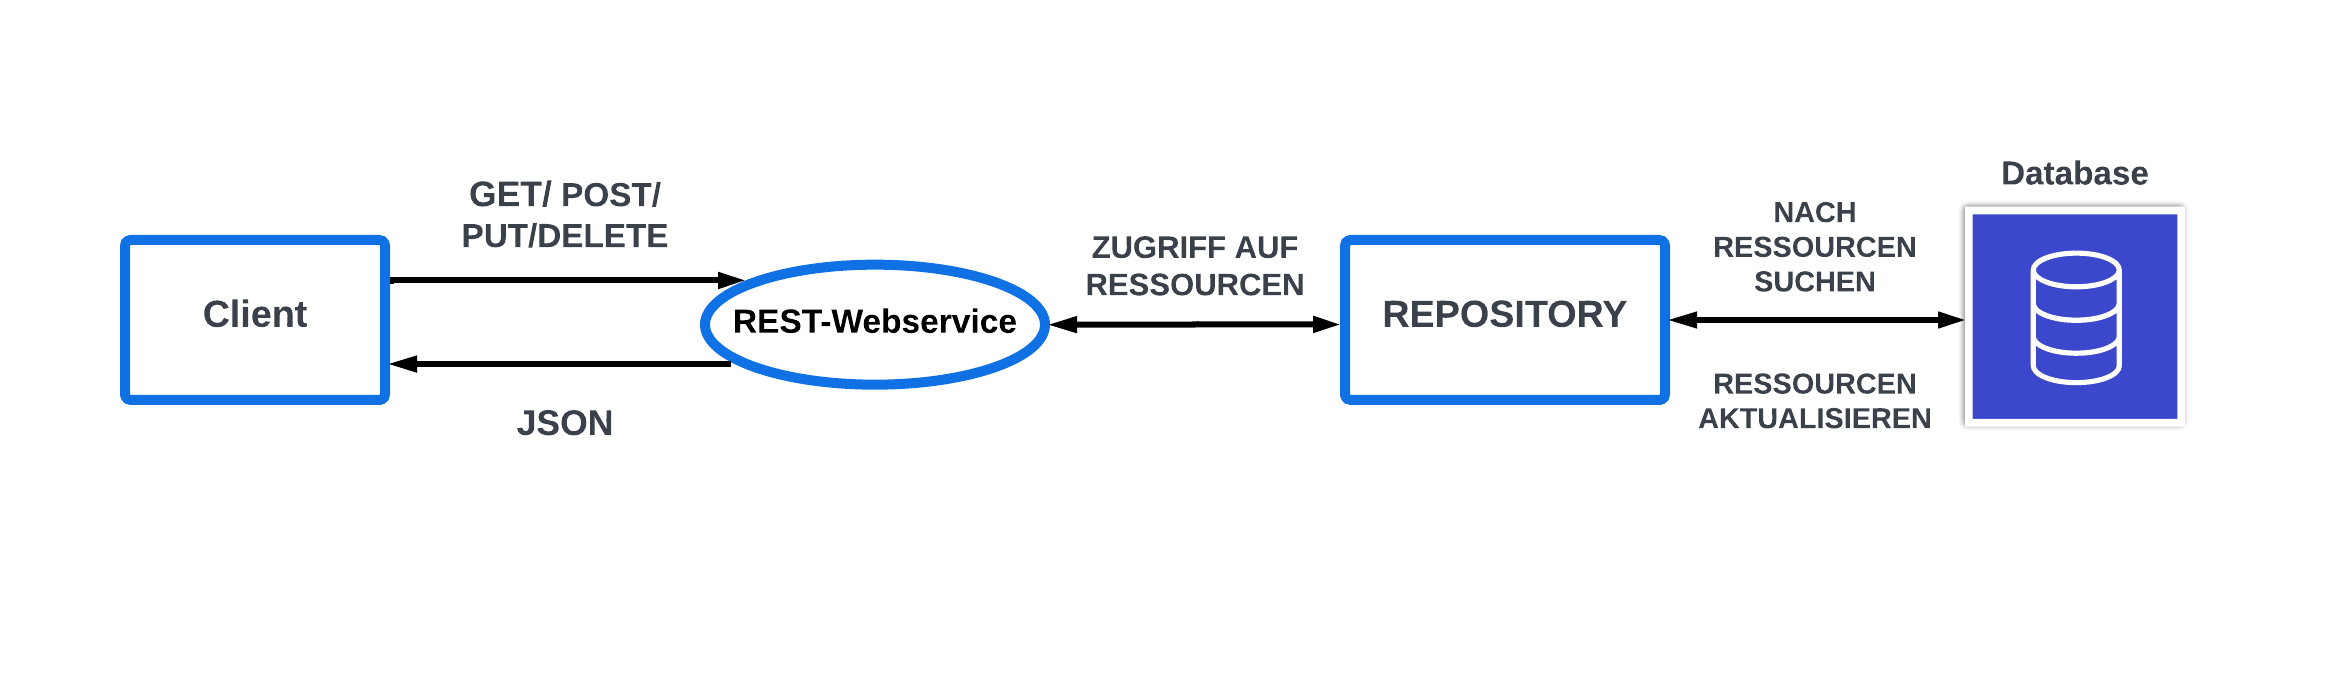 GET/ POST/
PUT/DELETE
Client
JSON
REST-Webservice
ZUGRIFF AUF
RESSOURCEN
REPOSITORY
NACH
RESSOURCEN
SUCHEN
RESSOURCEN
AKTUALISIEREN
Database